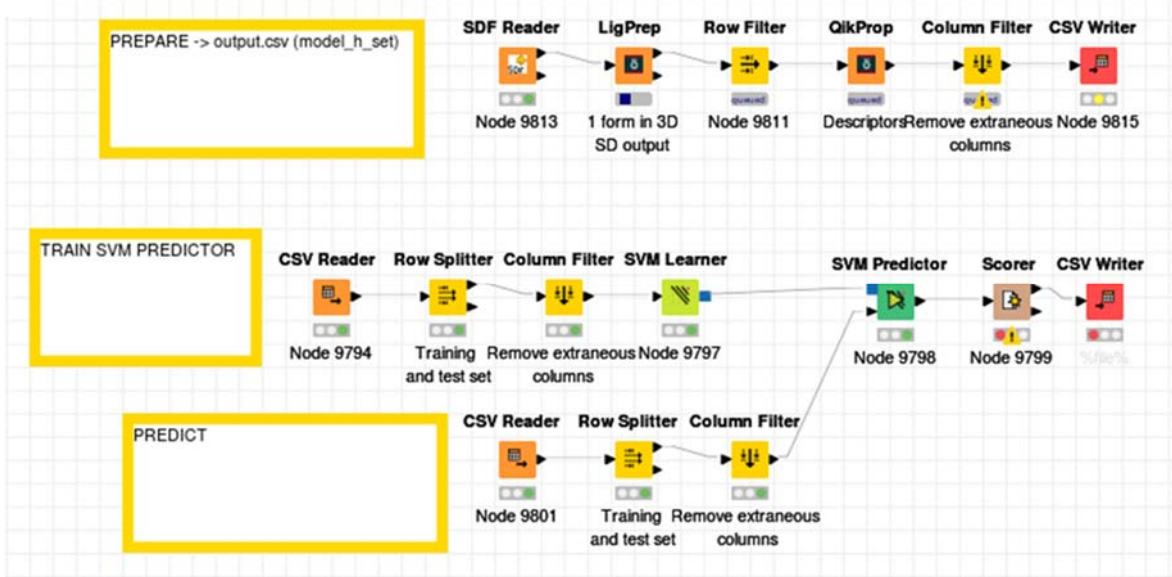 PREPARE -> output.csv (model_h_set)
SDF Reader LigPrep Row Filter QikProp Column Filter CSV Writer
SDF
queued queued
Node 9813 1 form in 3D Node 9811 Descriptors Remove extraneous Node 9815
SD output columns
TRAIN SVM PREDICTOR
CSV Reader Row Splitter Column Filter SVM Learner SVM Predictor Scorer CSV Writer
Node 9794 Training Remove extraneous Node 9797 Node 9798 Node 9799 %file%
and test set columns
PREDICT
CSV Reader Row Splitter Column Filter
Node 9801 Training Remove extraneous
and test set columns